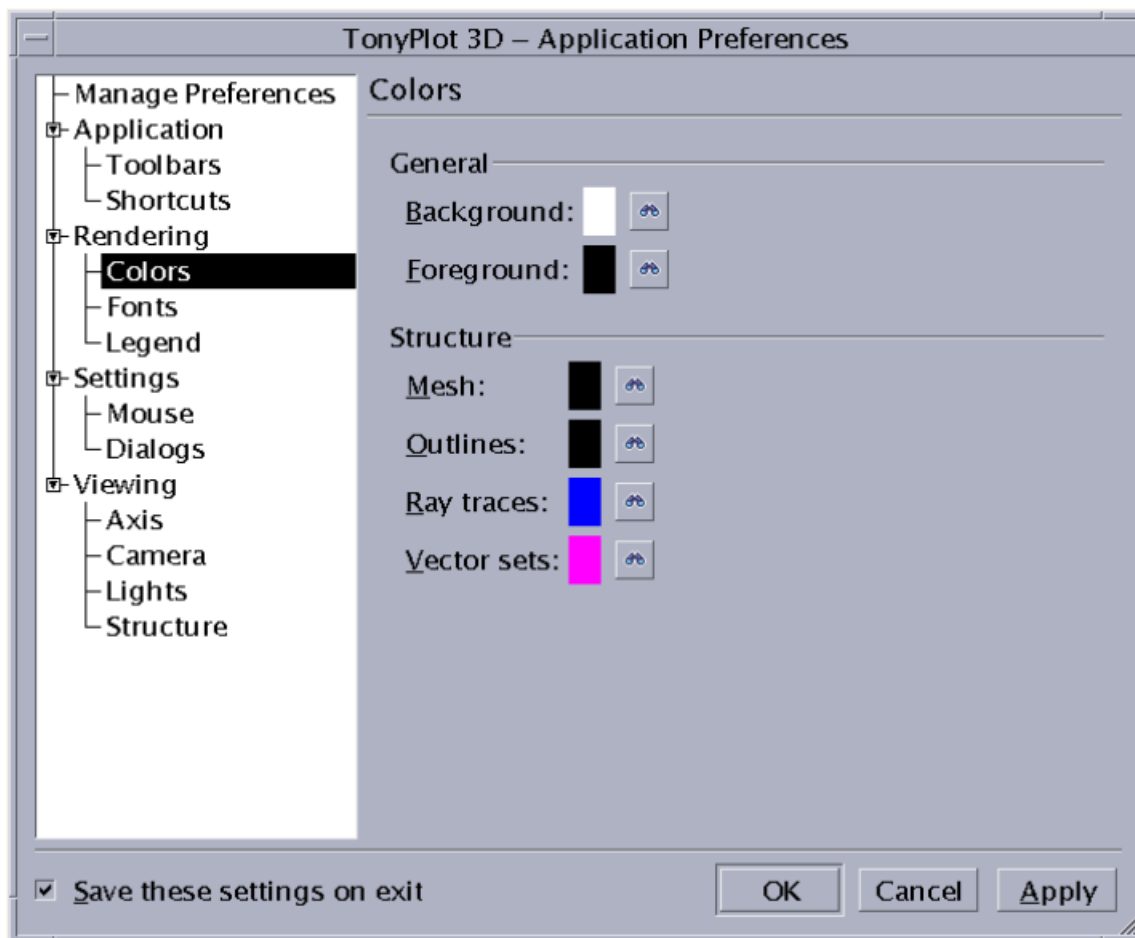 TonyPlot 3D – Application Preferences
Manage Preferences
Application
Toolbars
Shortcuts
Rendering
Colors
Fonts
Legend
Settings
Mouse
Dialogs
Viewing
Axis
Camera
Lights
Structure
Colors
General
Background:
Foreground:
Structure
Mesh:
Outlines:
Ray traces:
Vector sets:
Save these settings on exit
OK
Cancel
Apply